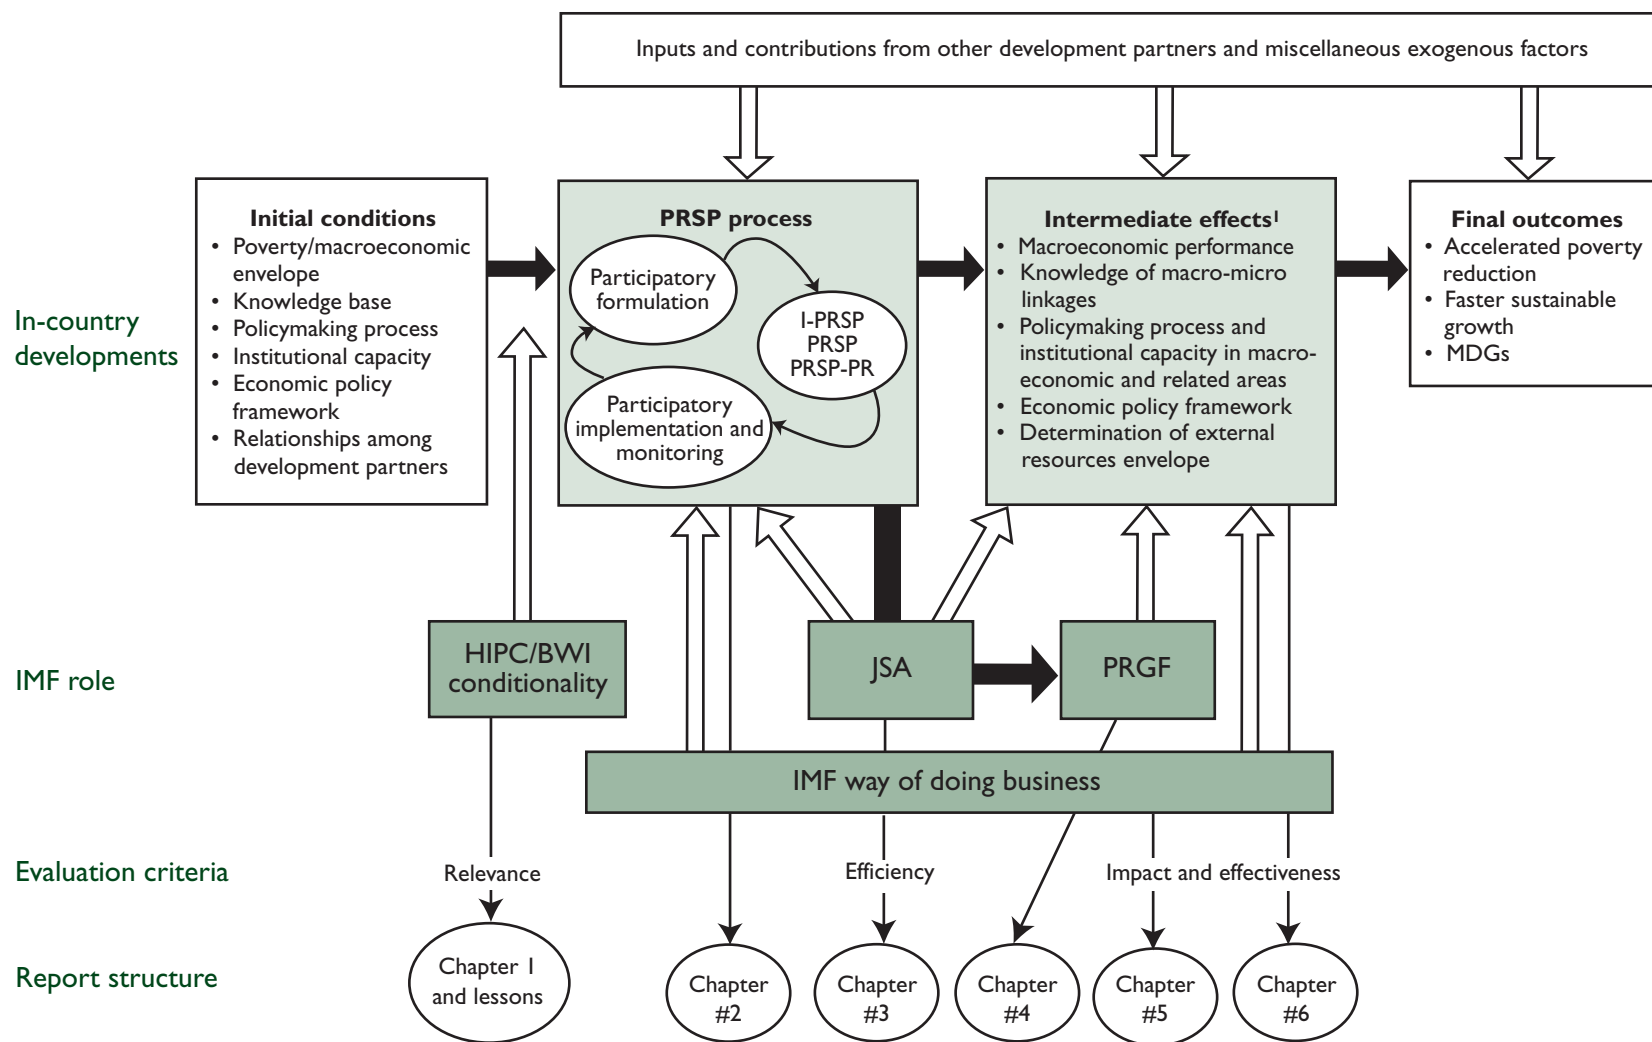 Inputs and contributions from other development partners and miscellaneous exogenous factors
In-country
developments
Initial conditions
• Poverty/macroeconomic
envelope
• Knowledge base
• Policymaking process
• Institutional capacity
• Economic policy
framework
• Relationships among
development partners
PRSP process
Participatory
formulation
I-PRSP
PRSP
PRSP-PR
Participatory
implementation and
monitoring
Intermediate effects¹
• Macroeconomic performance
• Knowledge of macro-micro
linkages
• Policymaking process and
institutional capacity in macro-
economic and related areas
• Economic policy framework
• Determination of external
resources envelope
Final outcomes
• Accelerated poverty
reduction
• Faster sustainable
growth
• MDGs
IMF role
HIPC/BWI
conditionality
JSA
PRGF
IMF way of doing business
Evaluation criteria
Relevance
Efficiency
Impact and effectiveness
Report structure
Chapter 1
and lessons
Chapter
#2
Chapter
#3
Chapter
#4
Chapter
#5
Chapter
#6